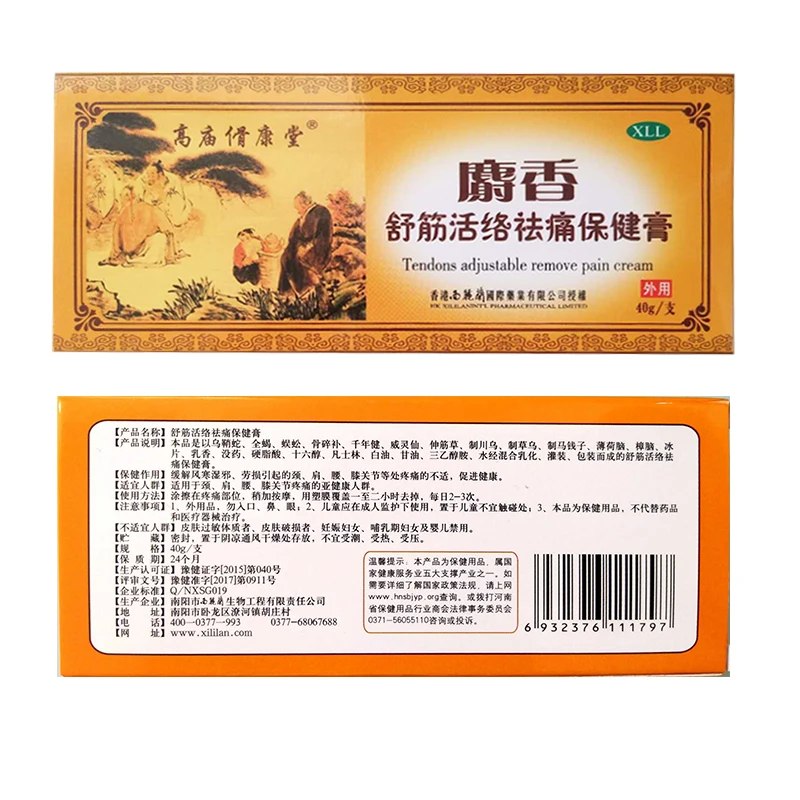 高庙傦康堂®
XLL
麝香
舒筋活络祛痛保健膏
Tendons adjustable remove pain cream
香港西麗蘭國際藥業有限公司授權
HK XILILANINT'L PHARMACEUTICAL LIMITED
外用
40g/支
【产品名称】舒筋活络祛痛保健膏
【产品说明】本品是以乌鞘蛇、全蝎、蜈蚣、骨碎补、千年健、威灵仙、伸筋草、制川乌、制草乌、制马钱子、薄荷脑、樟脑、冰
片、乳香、没药、硬脂酸、十六醇、凡士林、白油、甘油、三乙醇胺、水经混合乳化、灌装、包装而成的舒筋活络祛
痛保健膏。
【保健作用】缓解风寒湿邪、劳损引起的颈、肩、腰、膝关节等处疼痛的不适，促进健康。
【适宜人群】适用于颈、肩、腰、膝关节疼痛的亚健康人群。
【使用方法】涂擦在疼痛部位，稍加按摩，用塑膜覆盖一至二小时去掉，每日2-3次。
【注意事项】1、外用品，勿入口、鼻、眼；2、儿童应在成人监护下使用，置于儿童不宜触碰处；3、本品为保健用品，不代替药品
和医疗器械治疗。
【不适宜人群】皮肤过敏体质者、皮肤破损者、妊娠妇女、哺乳期妇女及婴儿禁用。
【贮 藏】密封，置于阴凉通风干燥处存放，不宜受潮、受热、受压。
【规 格】40g/支
【保 质 期】24个月
【生产许可证】豫健证字[2015]第040号
【评审文号】豫健准字[2017]第0911号
【企业标准】Q/NXSG019
【生产企业】南阳市西麗蘭生物工程有限责任公司
【地 址】南阳市卧龙区潦河镇胡庄村
【电 话】400—0377—993 0377-68067688
【网 址】www.xililan.com
温馨提示：本产品为保健用品，属国
家健康服务业五大支撑产业之一。如
需要详细了解国家政策法规，请上网
www.hnsbjyp.org查询。或拨打河南
省保健用品行业商会法律事务委员会
0371-56055110咨询或投诉。
6 932376 111797